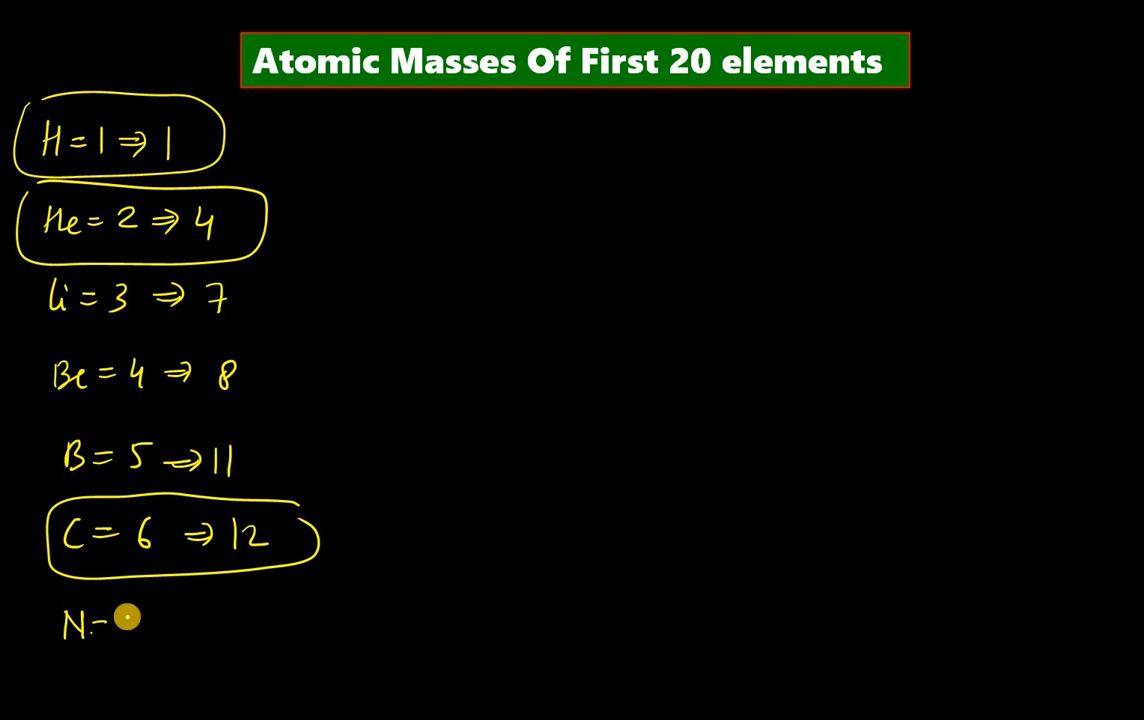 Atomic Masses Of First 20 elements
H = 1 ⇒ 1
He = 2 ⇒ 4
Li = 3 ⇒ 7
Be = 4 ⇒ 8
B = 5 ⇒ 11
C = 6 ⇒ 12
N =